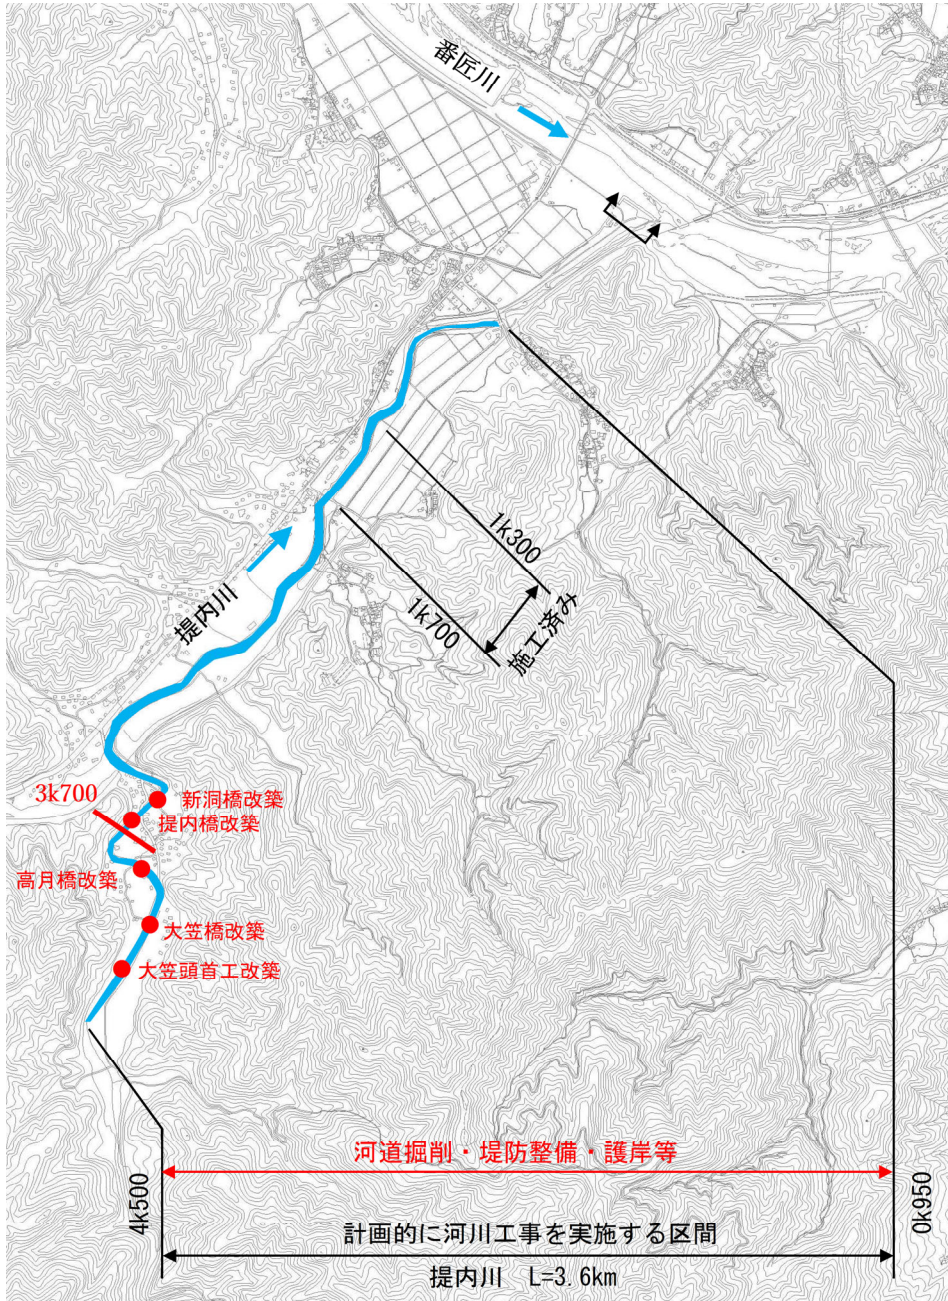 番匠川
1k300
1k700
施工済み
提内川
3k700
新洞橋改築
提内橋改築
高月橋改築
大笠橋改築
大笠頭首工改築
河道掘削・堤防整備・護岸等
4k500
0k950
計画的に河川工事を実施する区間
提内川 L=3.6km